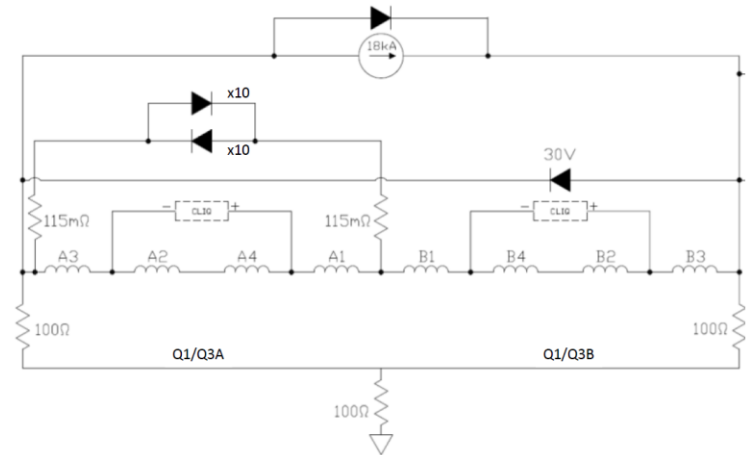 18kA
x10
x10
30V
115mΩ
- CLIQ +
115mΩ
- CLIQ +
A3
A2
A4
A1
B1
B4
B2
B3
100Ω
100Ω
Q1/Q3A
Q1/Q3B
100Ω